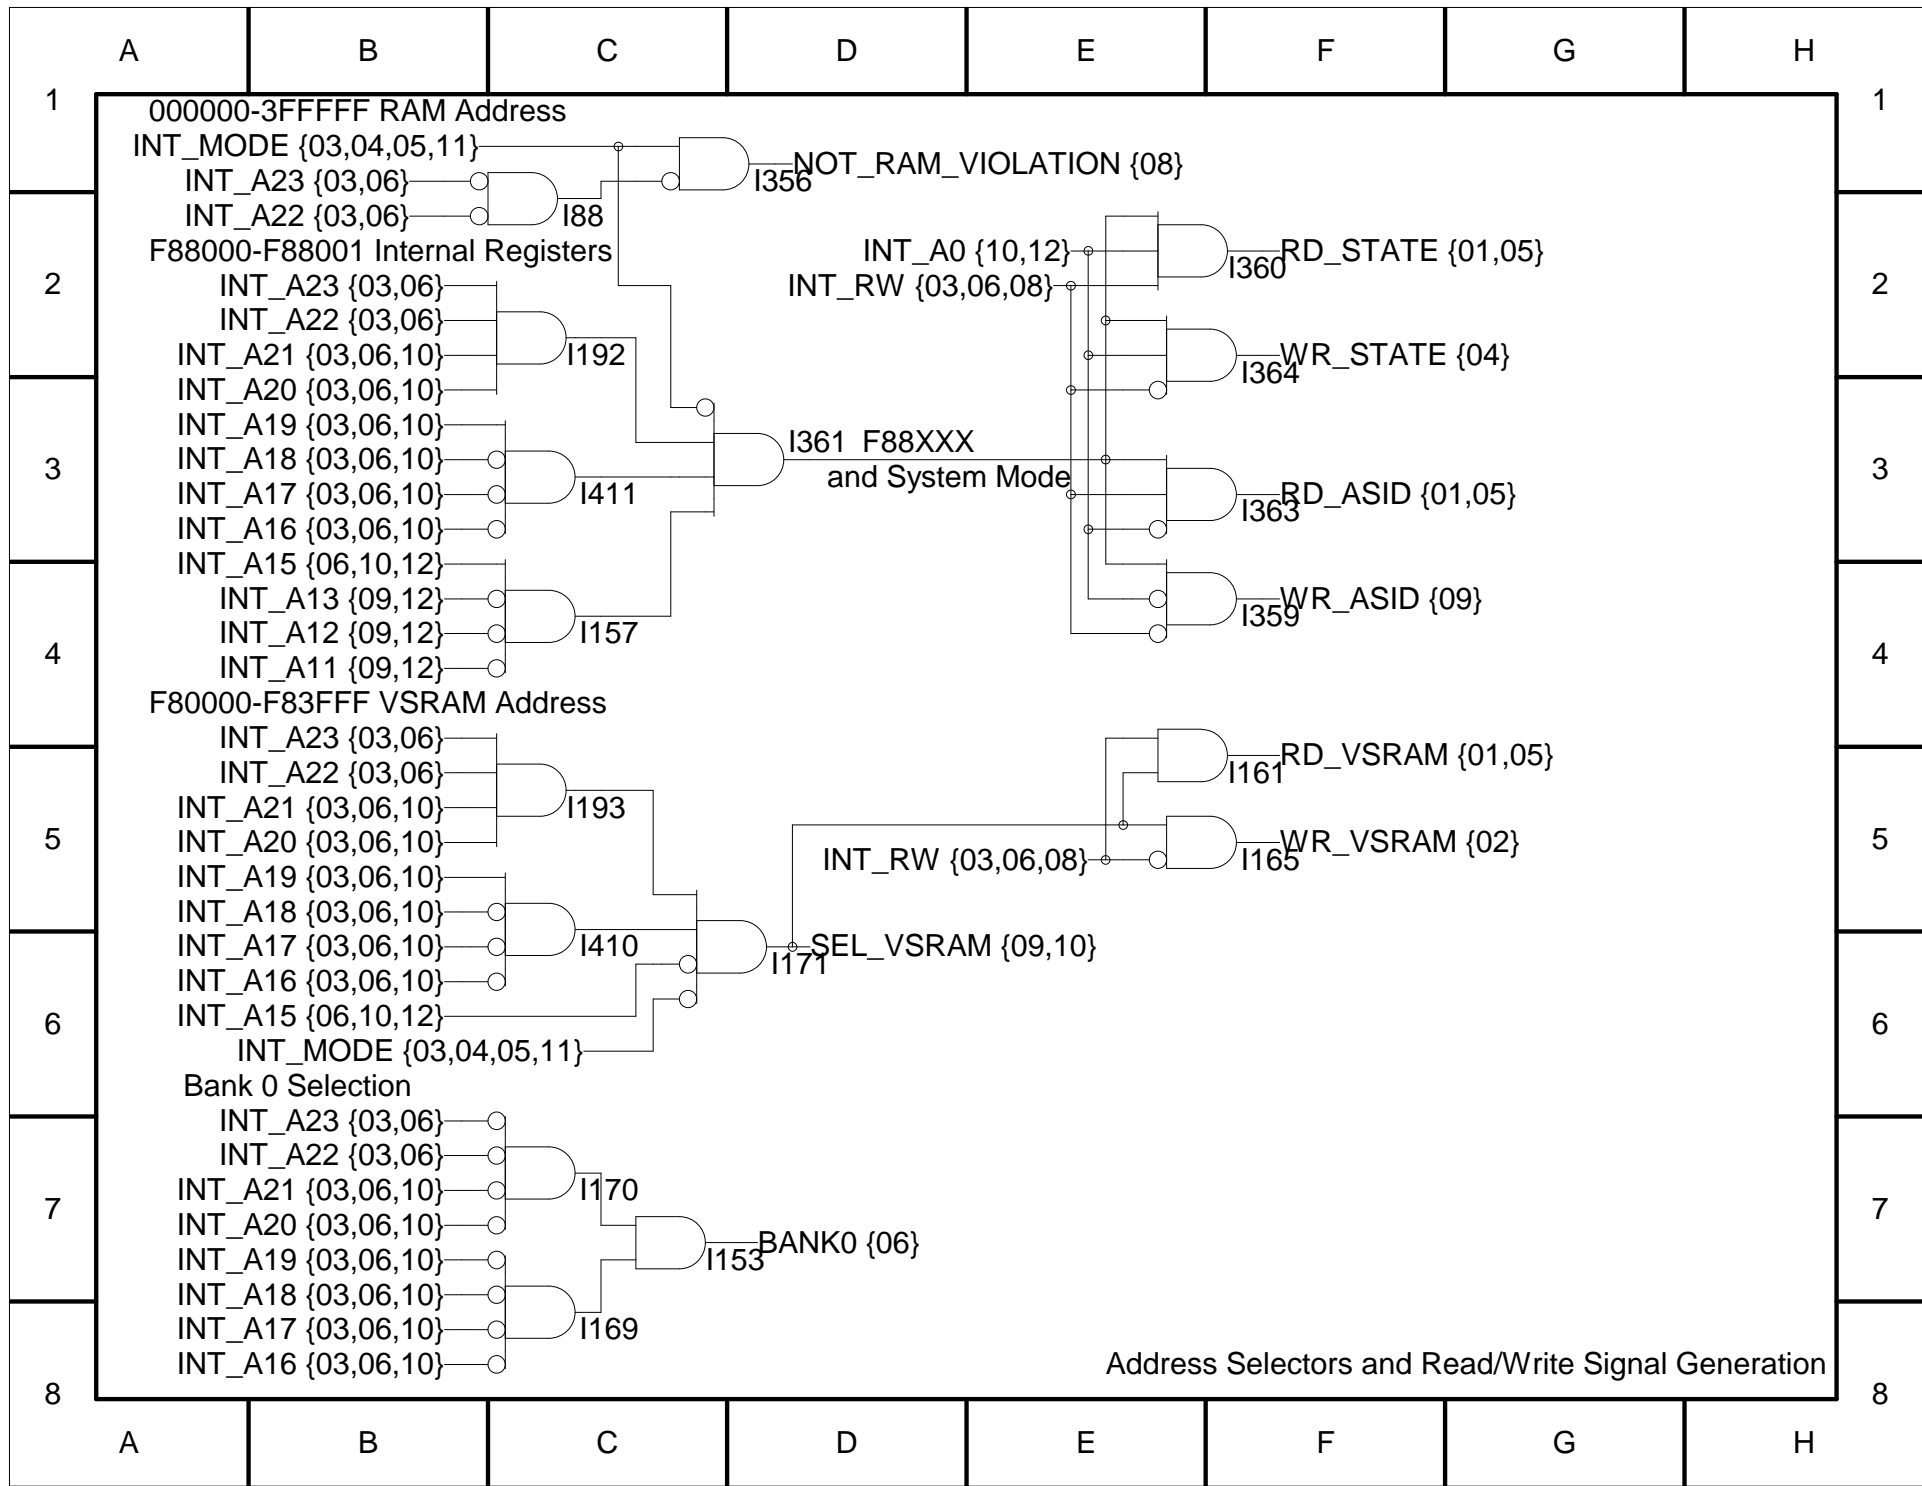 A B C D E F G H
1 1
000000-3FFFFF RAM Address
INT_MODE {03,04,05,11}
INT_A23 {03,06}
INT_A22 {03,06}
I88
I356
NOT_RAM_VIOLATION {08}
2 2
F88000-F88001 Internal Registers
INT_A23 {03,06}
INT_A22 {03,06}
INT_A21 {03,06,10}
INT_A20 {03,06,10}
I192
INT_A19 {03,06,10}
INT_A18 {03,06,10}
INT_A17 {03,06,10}
INT_A16 {03,06,10}
I411
INT_A15 {06,10,12}
INT_A13 {09,12}
INT_A12 {09,12}
INT_A11 {09,12}
I157
I361 F88XXX
and System Mode
INT_A0 {10,12}
INT_RW {03,06,08}
I360
RD_STATE {01,05}
I364
WR_STATE {04}
3 3
I363
RD_ASID {01,05}
I359
WR_ASID {09}
4 4
F80000-F83FFF VSRAM Address
INT_A23 {03,06}
INT_A22 {03,06}
INT_A21 {03,06,10}
INT_A20 {03,06,10}
I193
INT_A19 {03,06,10}
INT_A18 {03,06,10}
INT_A17 {03,06,10}
INT_A16 {03,06,10}
I410
INT_A15 {06,10,12}
INT_MODE {03,04,05,11}
I171
SEL_VSRAM {09,10}
INT_RW {03,06,08}
I161
RD_VSRAM {01,05}
I165
WR_VSRAM {02}
5 5
6 6
Bank 0 Selection
INT_A23 {03,06}
INT_A22 {03,06}
INT_A21 {03,06,10}
INT_A20 {03,06,10}
I170
INT_A19 {03,06,10}
INT_A18 {03,06,10}
INT_A17 {03,06,10}
INT_A16 {03,06,10}
I169
I153
BANK0 {06}
7 7
Address Selectors and Read/Write Signal Generation
8 8
A B C D E F G H